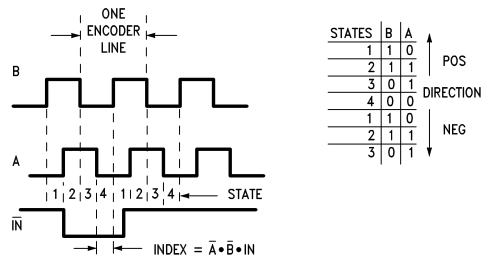 ONE
ENCODER
LINE
B
A
1 2 3 4 1 2 3 4 STATE
I̅N̅
INDEX = A̅•B̅•IN
STATES B A
1 1 0
2 1 1
3 0 1
4 0 0
1 1 0
2 1 1
3 0 1
POS
DIRECTION
NEG